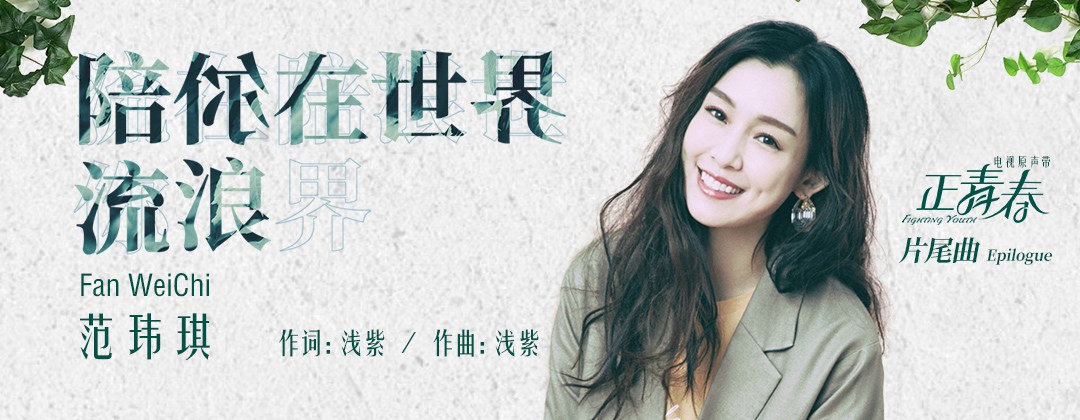 陪你在世界
流浪
Fan WeiChi
范玮琪
作词: 浅紫 / 作曲: 浅紫
电视原声带
正青春
FIGHTING YOUTH
片尾曲 Epilogue